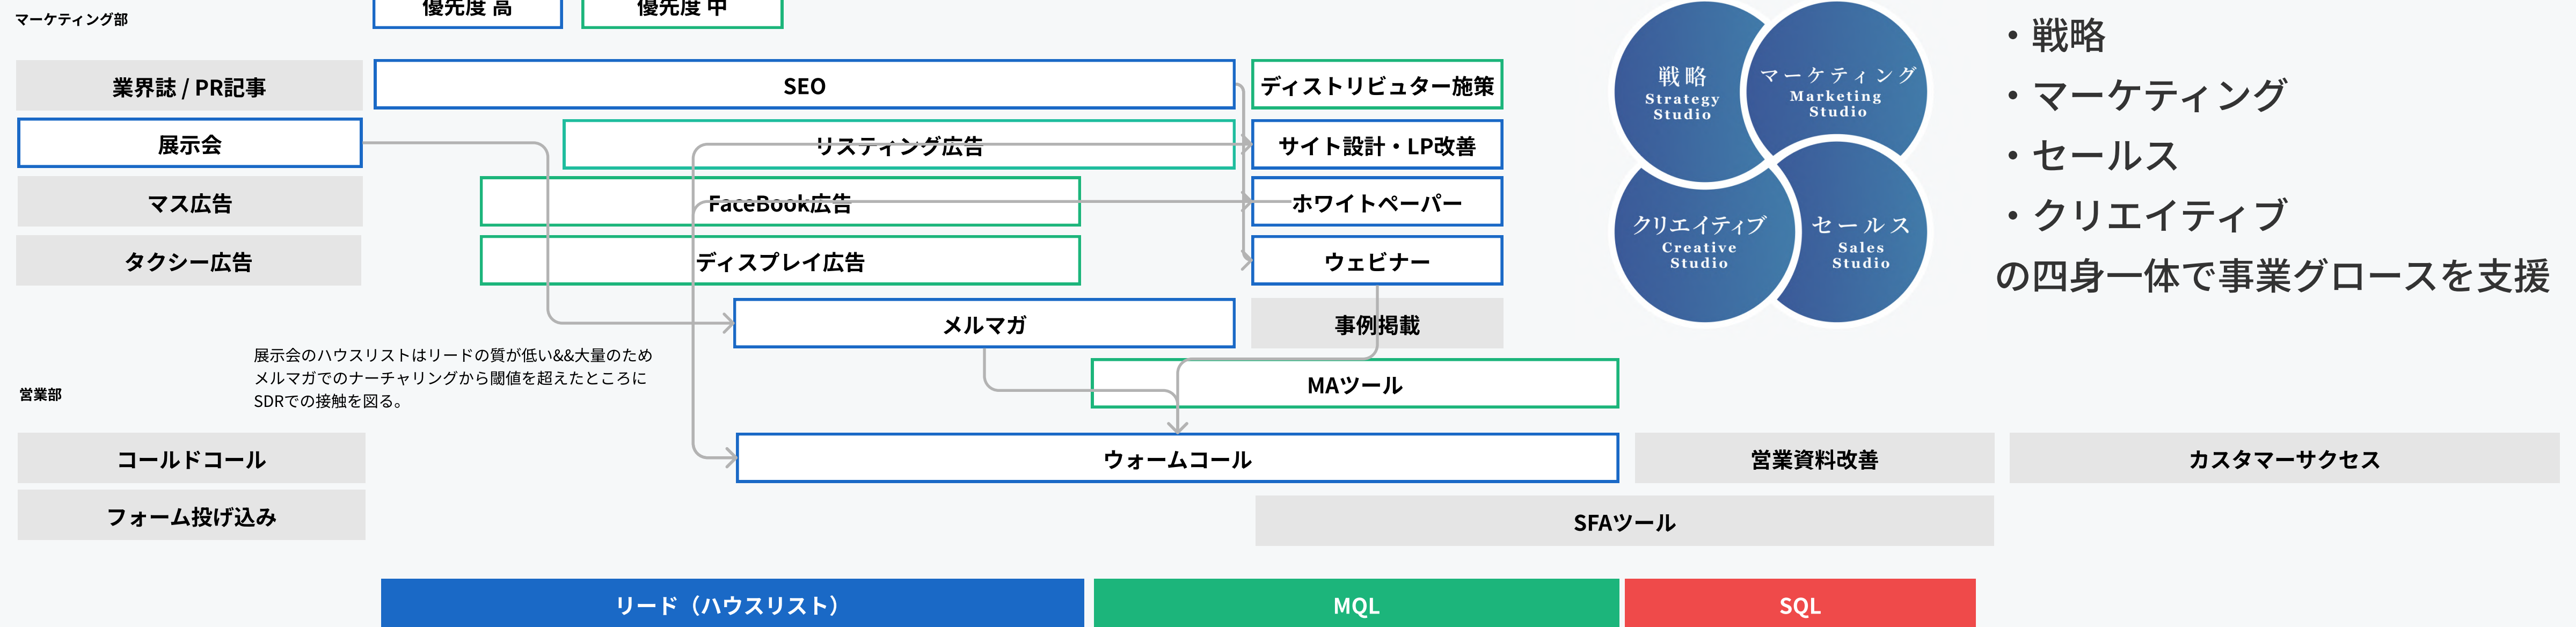 マーケティング部
優先度 高
優先度 中
業界誌 / PR記事
SEO
ディストリビュター施策
展示会
リスティング広告
サイト設計・LP改善
マス広告
FaceBook広告
ホワイトペーパー
タクシー広告
ディスプレイ広告
ウェビナー
メルマガ
事例掲載
展示会のハウスリストはリードの質が低い&&大量のため
メルマガでのナーチャリングから閾値を超えたところに
SDRでの接触を図る。
MAツール
営業部
コールドコール
ウォームコール
営業資料改善
カスタマーサクセス
フォーム投げ込み
SFAツール
リード（ハウスリスト）
MQL
SQL
戦略
Strategy
Studio
マーケティング
Marketing
Studio
クリエイティブ
Creative
Studio
セールス
Sales
Studio
・戦略
・マーケティング
・セールス
・クリエイティブ
の四身一体で事業グロースを支援